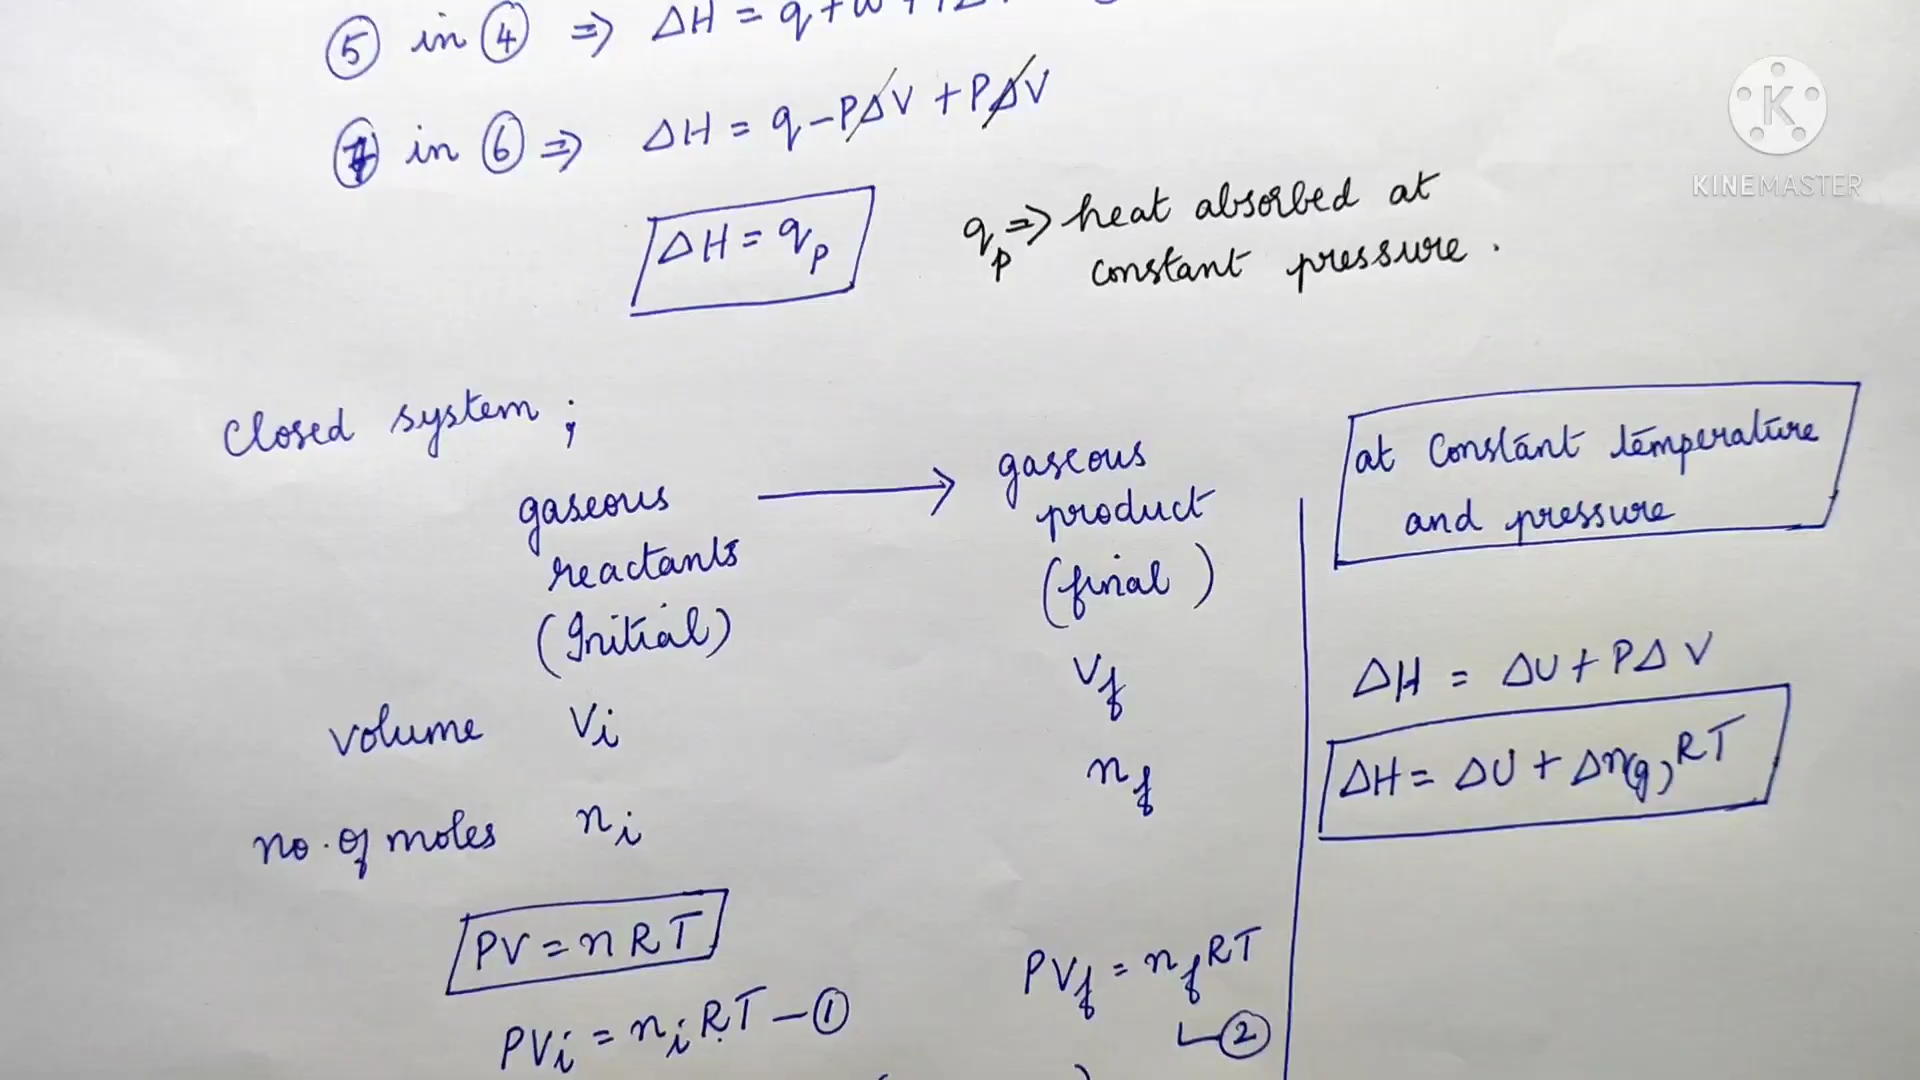 ⑤ in ④ ⇒ ΔH = q + w +
⑦ in ⑥ ⇒ ΔH = q - PΔV + PΔV
ΔH = qp
qp ⇒ heat absorbed at
constant pressure.
Closed system ;
gaseous reactants (Initial) ⟶ gaseous product (final)
volume Vi Vf
no. of moles ni nf
PV = nRT
PVi = niRT - ①
PVf = nfRT
②
at Constant temperature
and pressure
ΔH = ΔU + PΔV
ΔH = ΔU + Δn(g) RT
KINEMASTER